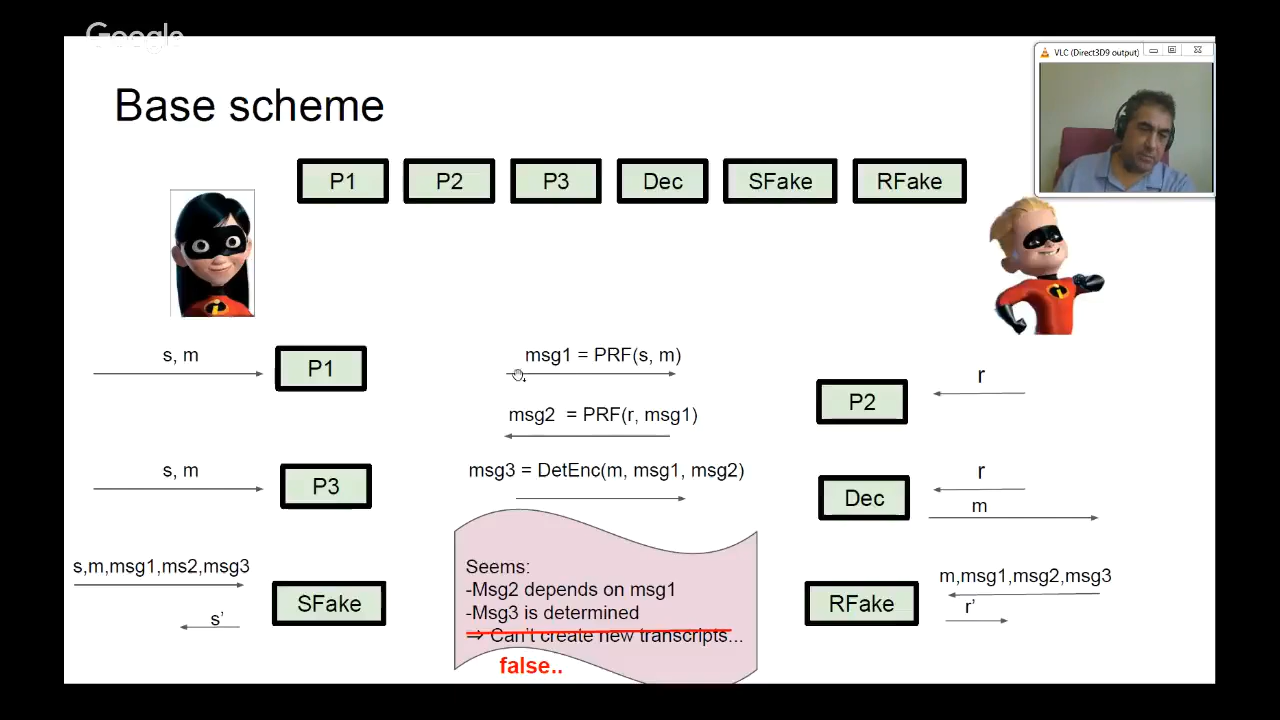 Google
VLC (Direct3D9 output)
Base scheme
P1 P2 P3 Dec SFake RFake
s, m
P1
msg1 = PRF(s, m)
r
P2
msg2 = PRF(r, msg1)
s, m
P3
msg3 = DetEnc(m, msg1, msg2)
r
Dec
m
s,m,msg1,ms2,msg3
SFake
s'
Seems:
-Msg2 depends on msg1
-Msg3 is determined
⇒ Can't create new transcripts...
false..
m,msg1,msg2,msg3
RFake
r'